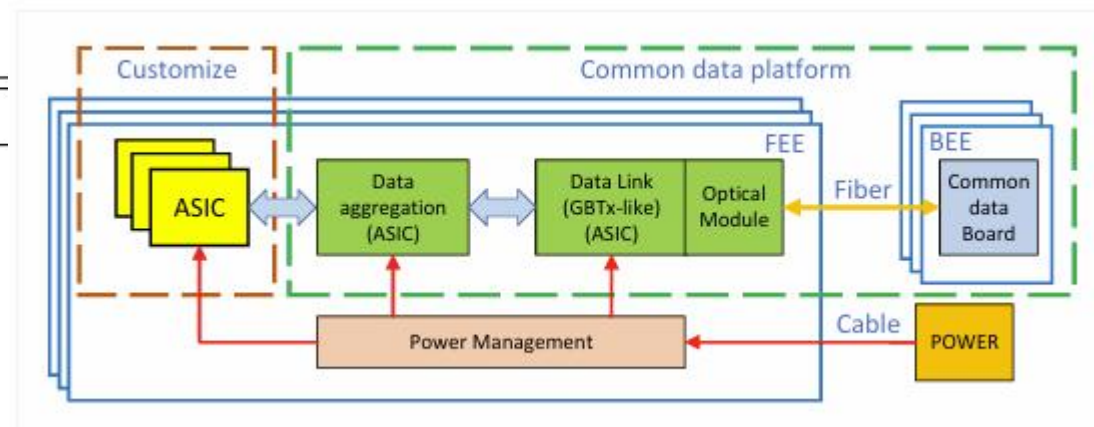 Customize
Common data platform
FEE
BEE
ASIC
Data
aggregation
(ASIC)
Data Link
(GBTx-like)
(ASIC)
Optical
Module
Fiber
Common
data
Board
Power Management
Cable
POWER